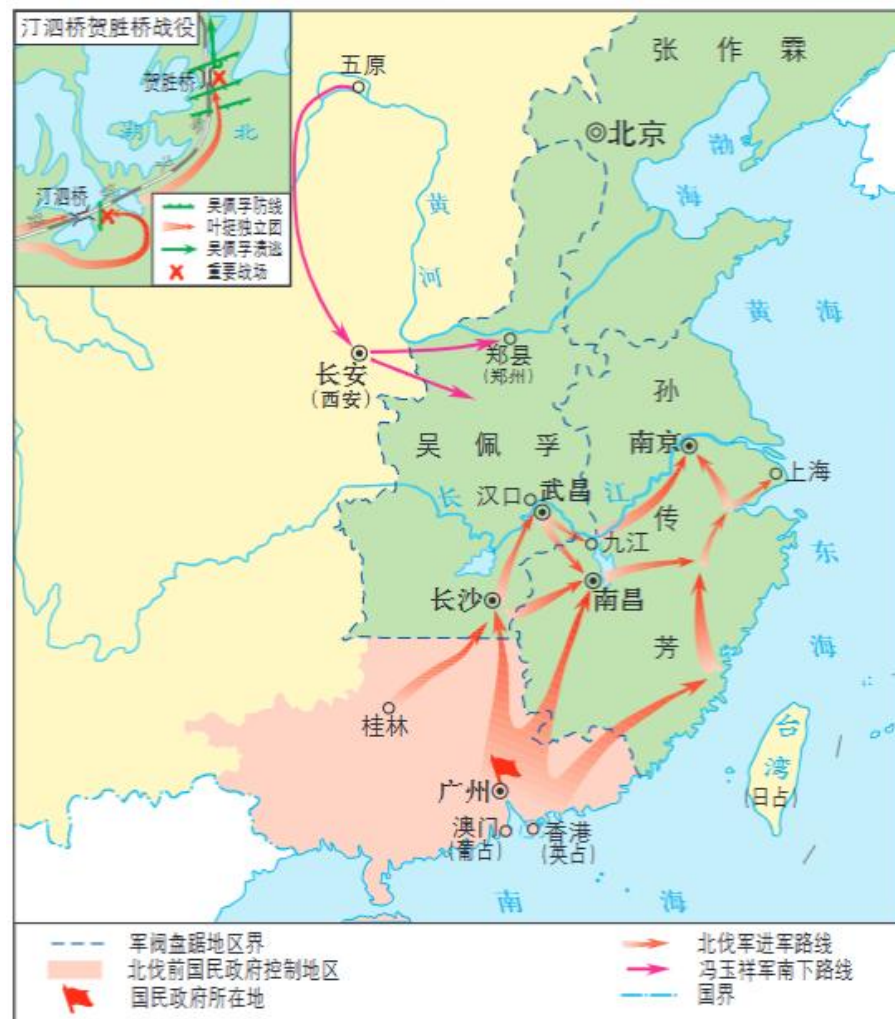 汀泗桥贺胜桥战役
贺胜桥
湖北
汀泗桥
吴佩孚防线
叶挺独立团
吴佩孚溃逃
重要战场
五原
张作霖
北京
渤海
黄河
黄海
长安
(西安)
郑县
(郑州)
孙传芳
吴佩孚
南京
上海
长江
汉口
武昌
九江
东海
长沙
南昌
桂林
台湾
(日占)
广州
澳门
(葡占)
香港
(英占)
南海
军阀盘踞地区界
北伐前国民政府控制地区
国民政府所在地
北伐军进军路线
冯玉祥军南下路线
国界